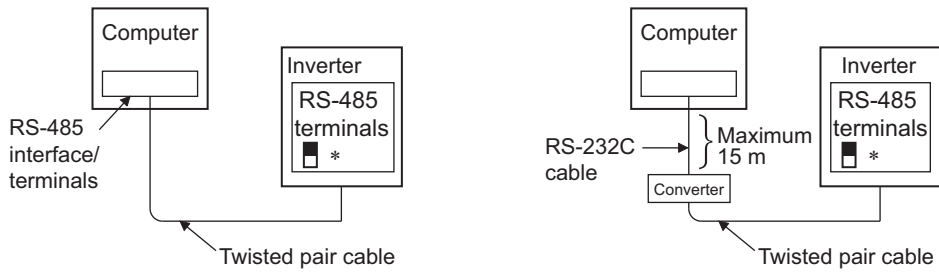 Computer
Inverter
RS-485
terminals
*
RS-485
interface/
terminals
Twisted pair cable
Computer
Inverter
RS-485
terminals
*
RS-232C
cable
Maximum
15 m
Converter
Twisted pair cable